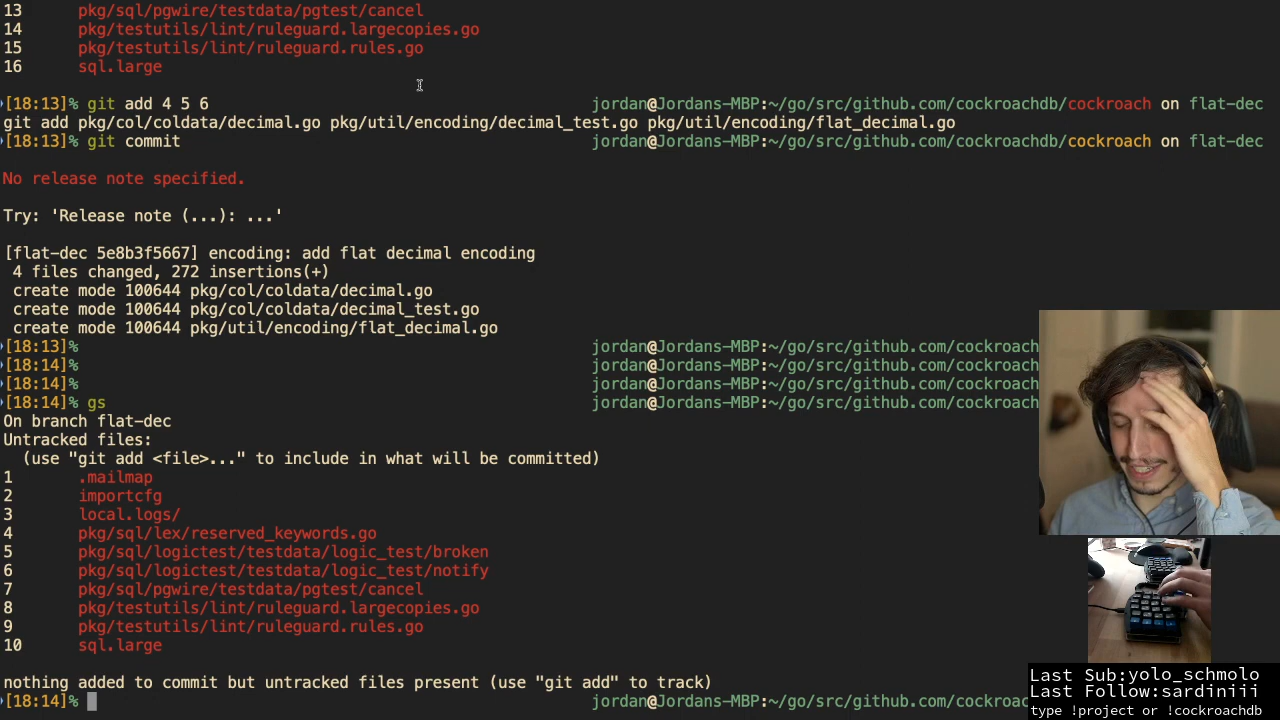 13 pkg/sql/pgwire/testdata/pgtest/cancel
14 pkg/testutils/lint/ruleguard.largecopies.go
15 pkg/testutils/lint/ruleguard.rules.go
16 sql.large
[18:13]% git add 4 5 6 jordan@Jordans-MBP:~/go/src/github.com/cockroachdb/cockroach on flat-dec
git add pkg/col/coldata/decimal.go pkg/util/encoding/decimal_test.go pkg/util/encoding/flat_decimal.go
[18:13]% git commit jordan@Jordans-MBP:~/go/src/github.com/cockroachdb/cockroach on flat-dec
No release note specified.
Try: 'Release note (...): ...'
[flat-dec 5e8b3f5667] encoding: add flat decimal encoding
4 files changed, 272 insertions(+)
create mode 100644 pkg/col/coldata/decimal.go
create mode 100644 pkg/col/coldata/decimal_test.go
create mode 100644 pkg/util/encoding/flat_decimal.go
[18:13]% jordan@Jordans-MBP:~/go/src/github.com/cockroach
[18:14]% jordan@Jordans-MBP:~/go/src/github.com/cockroach
[18:14]% jordan@Jordans-MBP:~/go/src/github.com/cockroach
[18:14]% gs jordan@Jordans-MBP:~/go/src/github.com/cockroach
On branch flat-dec
Untracked files:
(use "git add <file>..." to include in what will be committed)
1 .mailmap
2 importcfg
3 local.logs/
4 pkg/sql/lex/reserved_keywords.go
5 pkg/sql/logictest/testdata/logic_test/broken
6 pkg/sql/logictest/testdata/logic_test/notify
7 pkg/sql/pgwire/testdata/pgtest/cancel
8 pkg/testutils/lint/ruleguard.largecopies.go
9 pkg/testutils/lint/ruleguard.rules.go
10 sql.large
nothing added to commit but untracked files present (use "git add" to track)
[18:14]% jordan@Jordans-MBP:~/go/src/github.com/cockroac
Last Sub:yolo_schmolo
Last Follow:sardiniii
type !project or !cockroachdb